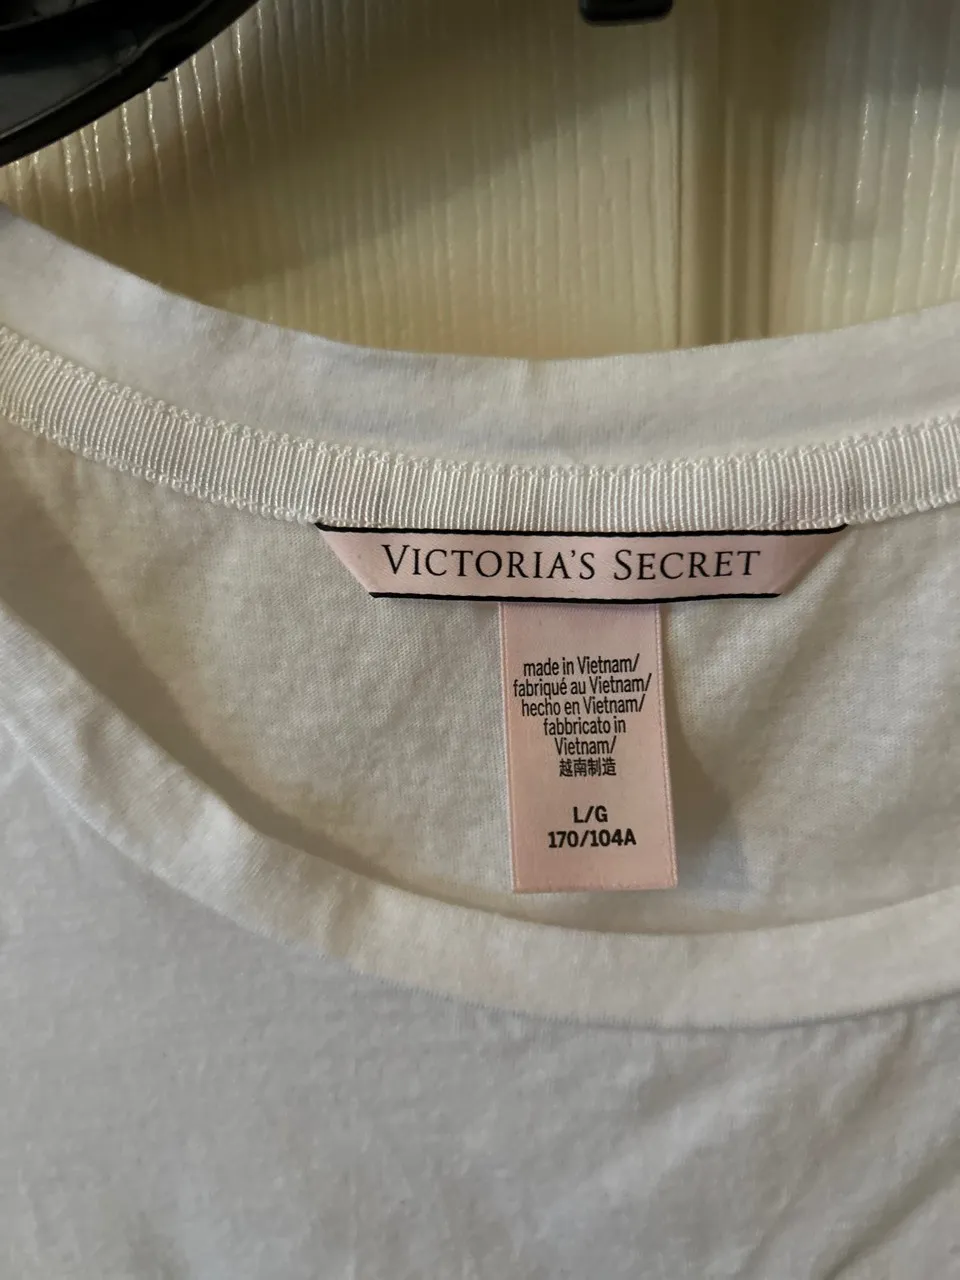 VICTORIA'S SECRET
made in Vietnam/
fabriqué au Vietnam/
hecho en Vietnam/
fabbricato in
Vietnam/
越南制造
L/G
170/104A